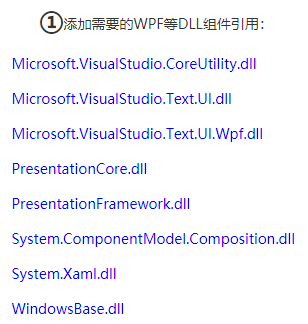 ①添加需要的WPF等DLL组件引用：
Microsoft.VisualStudio.CoreUtility.dll
Microsoft.VisualStudio.Text.UI.dll
Microsoft.VisualStudio.Text.UI.Wpf.dll
PresentationCore.dll
PresentationFramework.dll
System.ComponentModel.Composition.dll
System.Xaml.dll
WindowsBase.dll